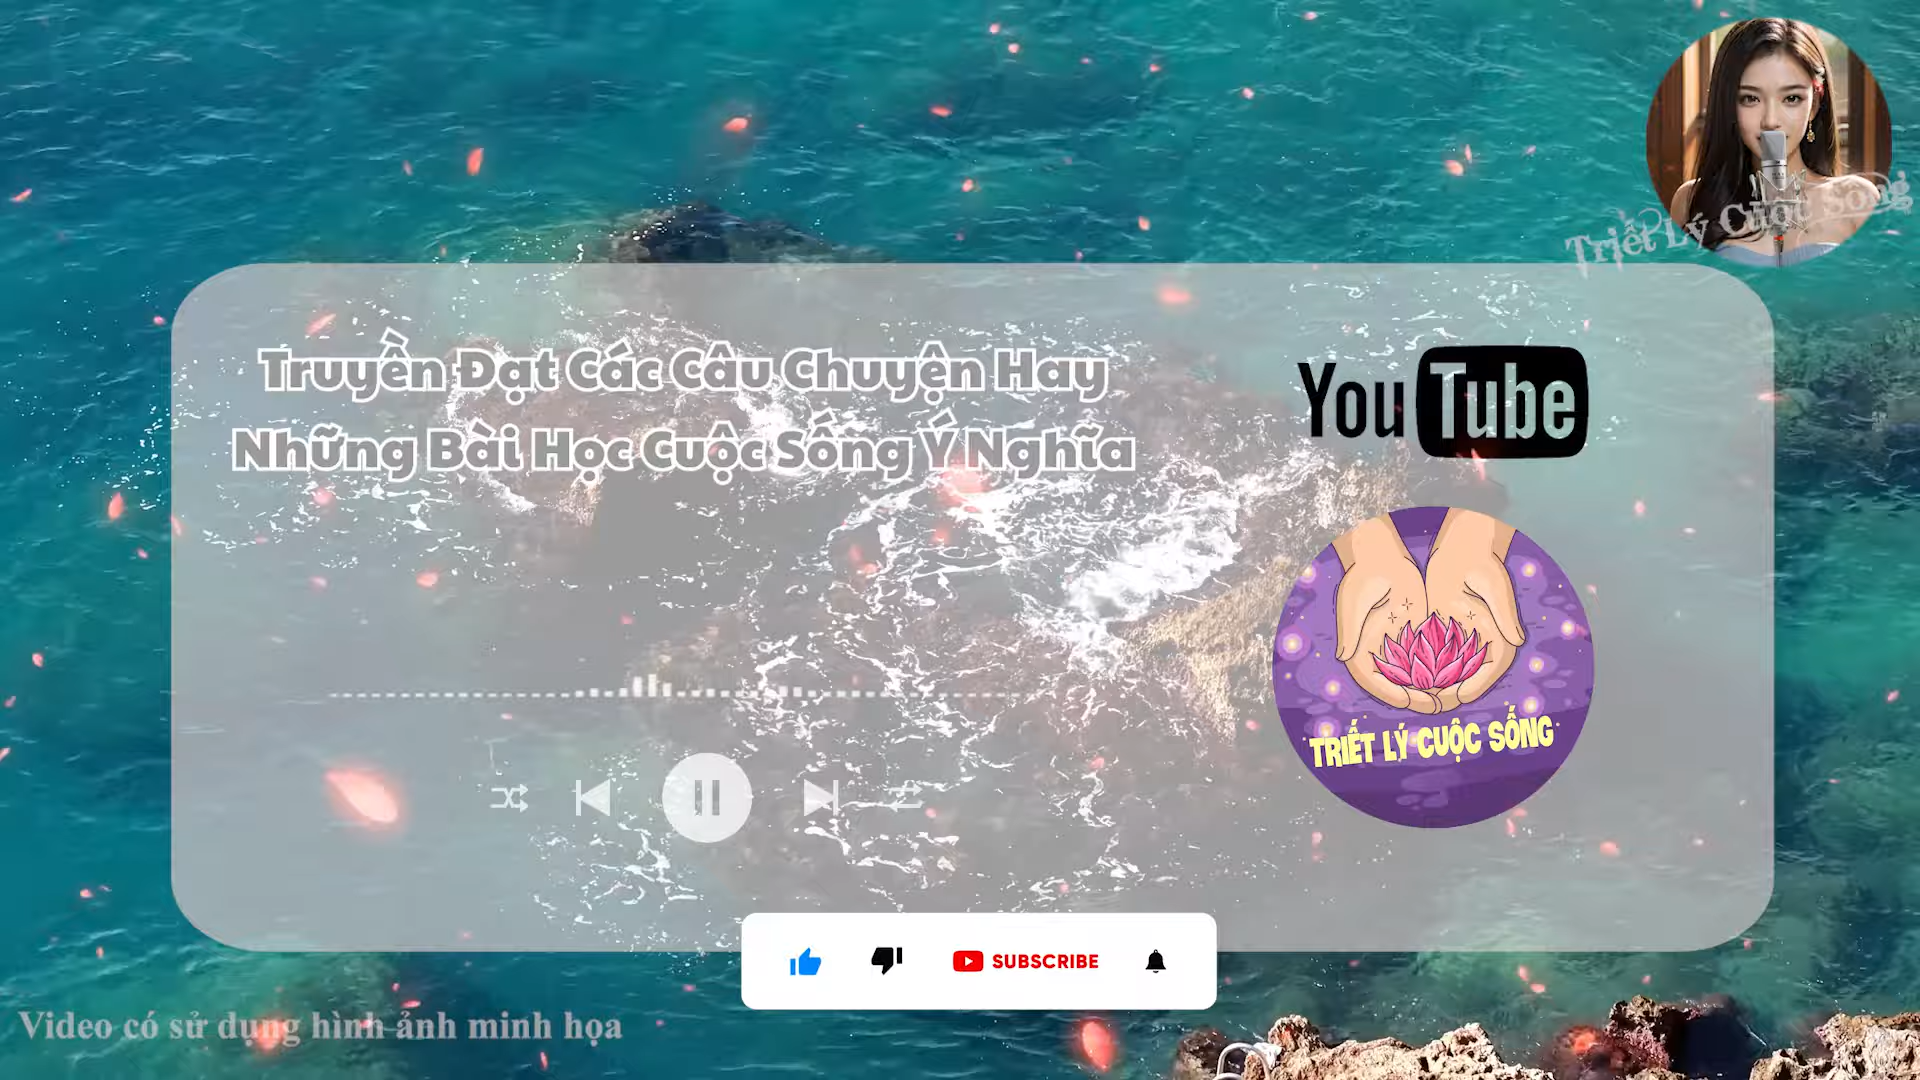 Triết Lý Cuộc Sống
Truyền Đạt Các Câu Chuyện Hay
Những Bài Học Cuộc Sống Ý Nghĩa
YouTube
TRIẾT LÝ CUỘC SỐNG
SUBSCRIBE
Video có sử dụng hình ảnh minh họa